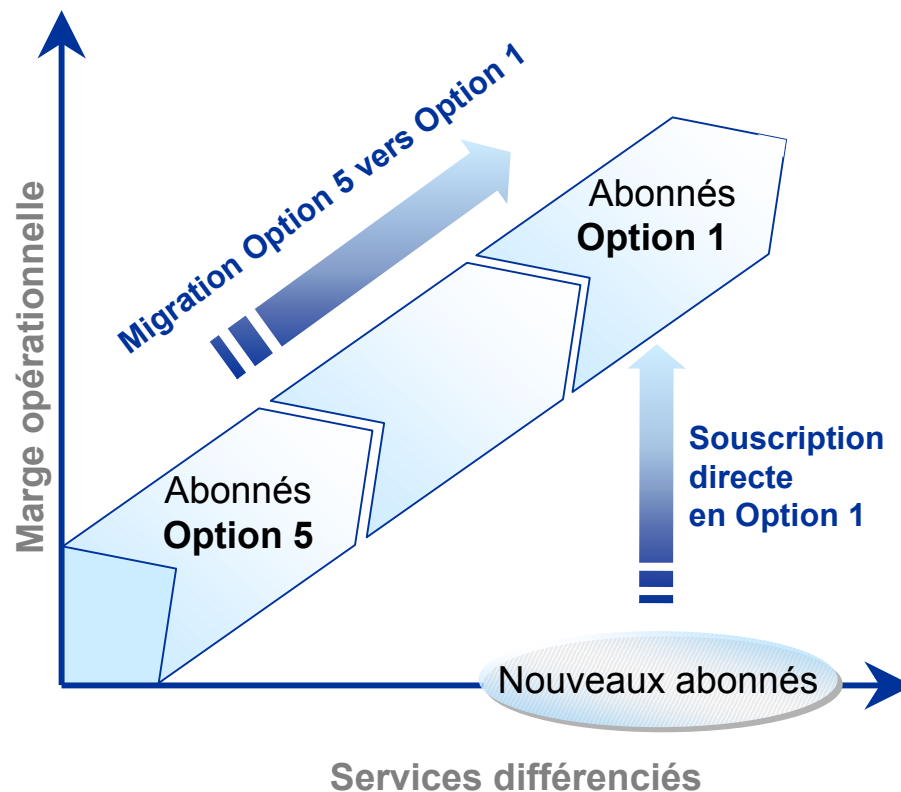 Marge opérationnelle
Migration Option 5 vers Option 1
Abonnés
Option 1
Abonnés
Option 5
Souscription
directe
en Option 1
Nouveaux abonnés
Services différenciés